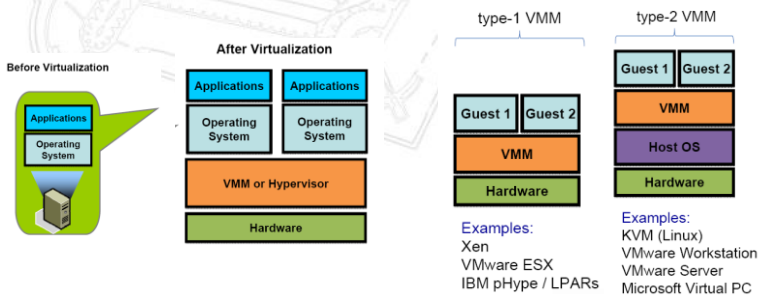 Before Virtualization
Applications
Operating
System
After Virtualization
Applications
Applications
Operating
System
Operating
System
VMM or Hypervisor
Hardware
type-1 VMM
Guest 1
Guest 2
VMM
Hardware
Examples:
Xen
VMware ESX
IBM pHype / LPARs
type-2 VMM
Guest 1
Guest 2
VMM
Host OS
Hardware
Examples:
KVM (Linux)
VMware Workstation
VMware Server
Microsoft Virtual PC